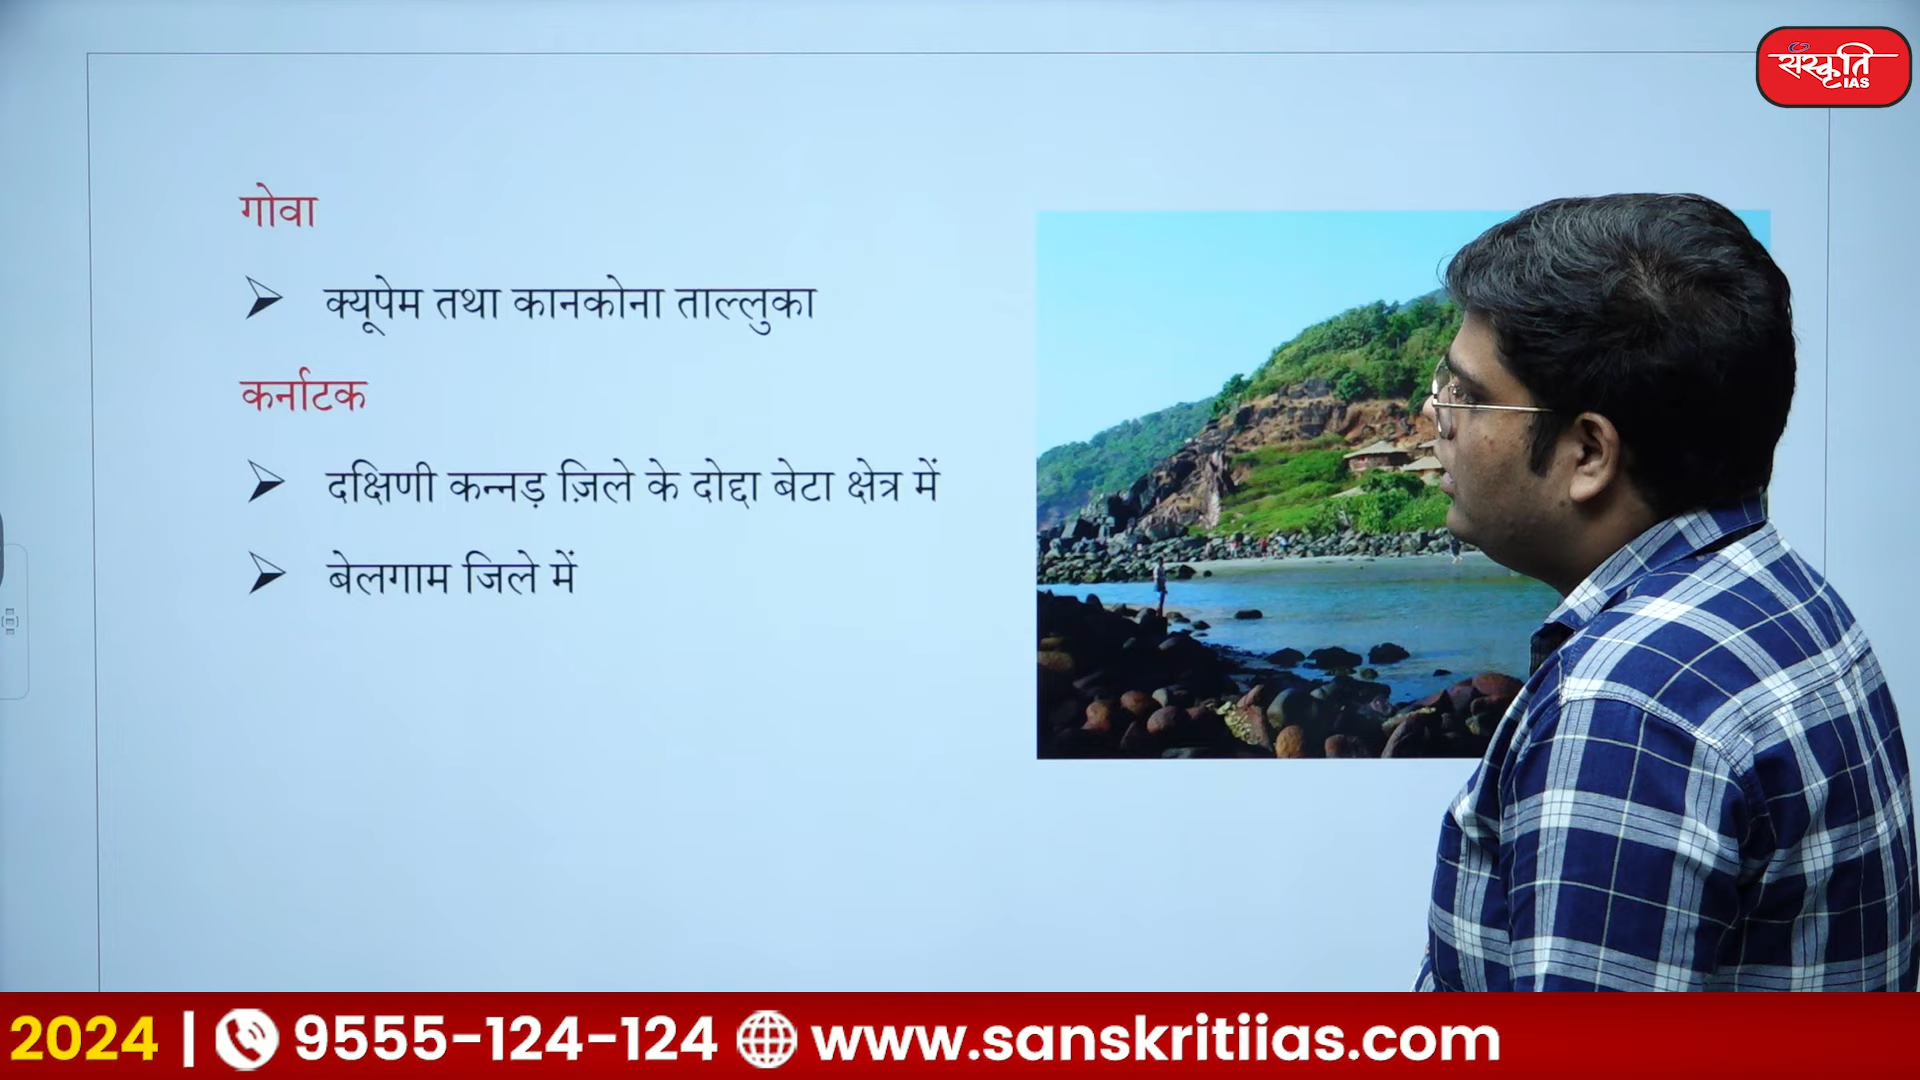 संस्कृति
IAS
गोवा
क्यूपेम तथा कानकोना ताल्लुका
कर्नाटक
दक्षिणी कन्नड़ ज़िले के दोद्दा बेटा क्षेत्र में
बेलगाम जिले में
2024 | 9555-124-124 www.sanskritiias.com